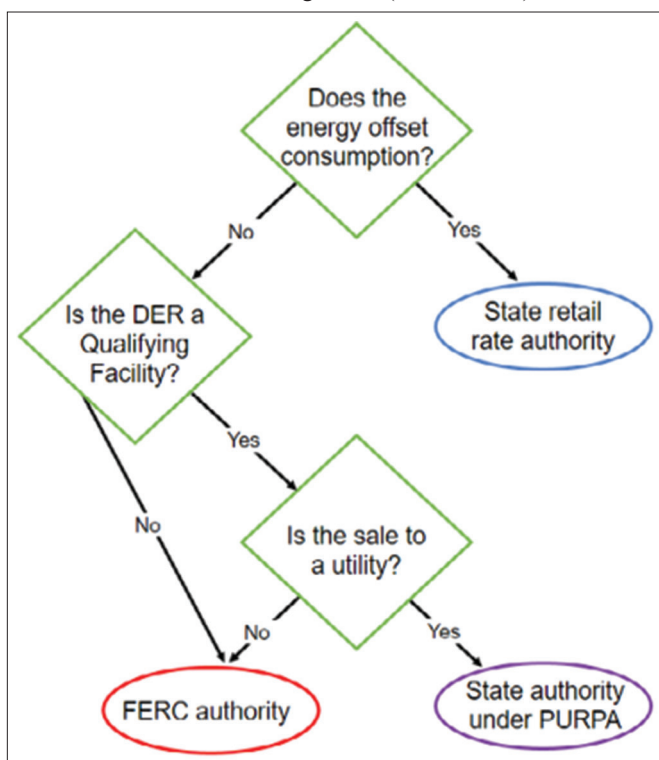 Does the
energy offset
consumption?
No
Yes
Is the DER a
Qualifying
Facility?
State retail
rate authority
Yes
No
Is the sale to
a utility?
No
Yes
FERC authority
State authority
under PURPA